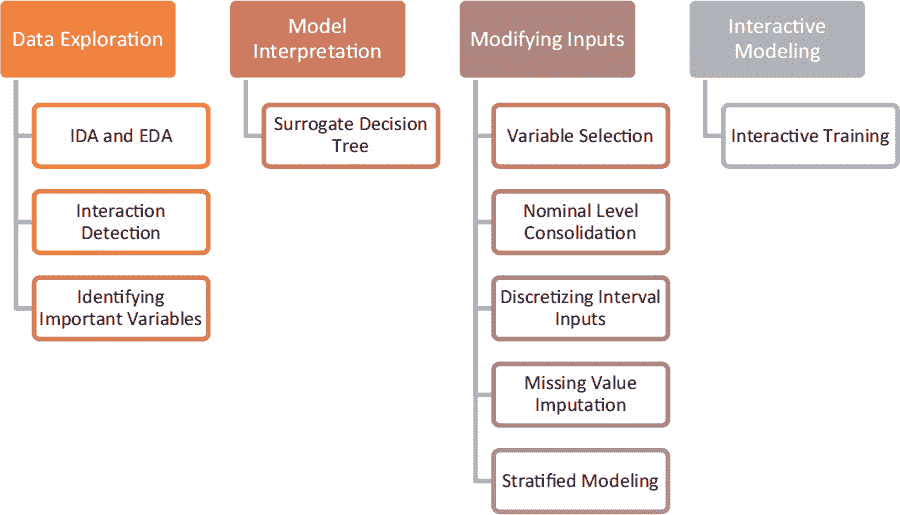 Data Exploration
IDA and EDA
Interaction
Detection
Identifying
Important Variables
Model
Interpretation
Surrogate Decision
Tree
Modifying Inputs
Variable Selection
Nominal Level
Consolidation
Discretizing Interval
Inputs
Missing Value
Imputation
Stratified Modeling
Interactive
Modeling
Interactive Training